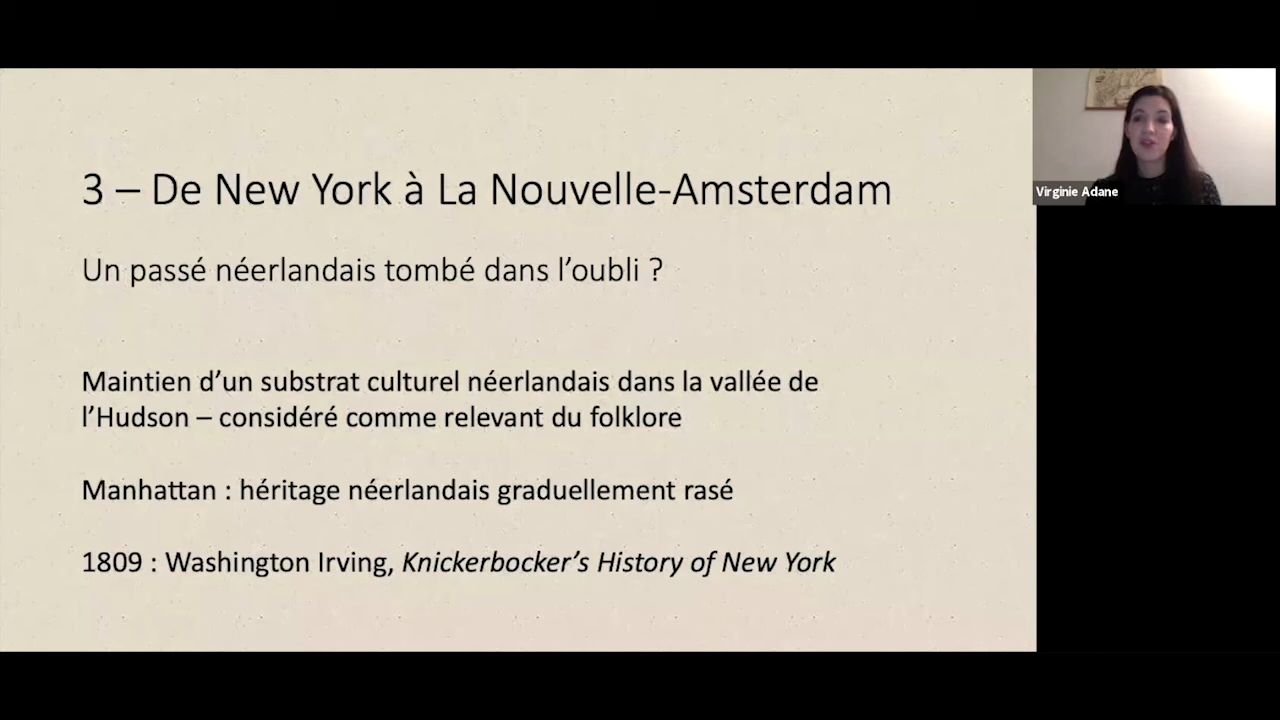 3 – De New York à La Nouvelle-Amsterdam
Un passé néerlandais tombé dans l’oubli ?
Maintien d’un substrat culturel néerlandais dans la vallée de
l’Hudson – considéré comme relevant du folklore
Manhattan : héritage néerlandais graduellement rasé
1809 : Washington Irving, Knickerbocker’s History of New York
Virginie Adane